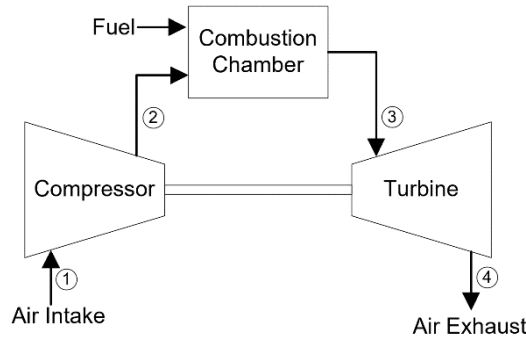 Fuel
Combustion
Chamber
2
3
Compressor
Turbine
1
4
Air Intake
Air Exhaust